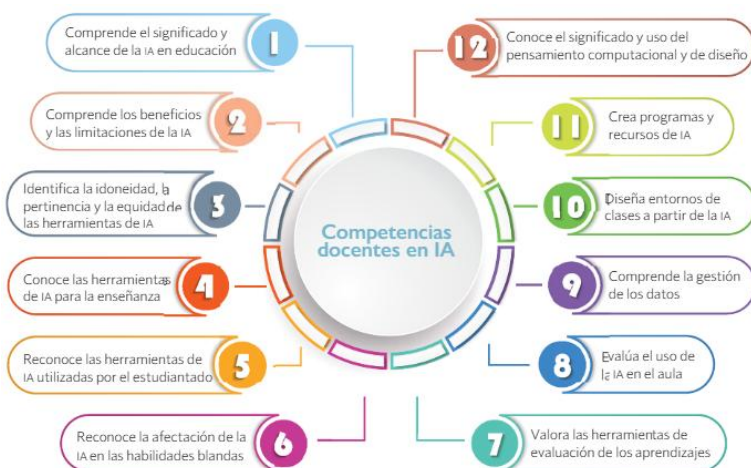 Comprende el significado y
alcance de la IA en educación
1
Comprende los beneficios
y las limitaciones de la IA
2
Identifica la idoneidad, la
pertinencia y la equidad de
las herramientas de IA
3
Conoce las herramientas
de IA para la enseñanza
4
Reconoce las herramientas de
IA utilizadas por el estudiantado
5
Reconoce la afectación de la
IA en las habilidades blandas
6
Competencias
docentes en IA
12
Conoce el significado y uso del
pensamiento computacional y de diseño
11
Crea programas y
recursos de IA
10
Diseña entornos de
clases a partir de la IA
9
Comprende la gestión
de los datos
8
Evalúa el uso de
la IA en el aula
7
Valora las herramientas de
evaluación de los aprendizajes